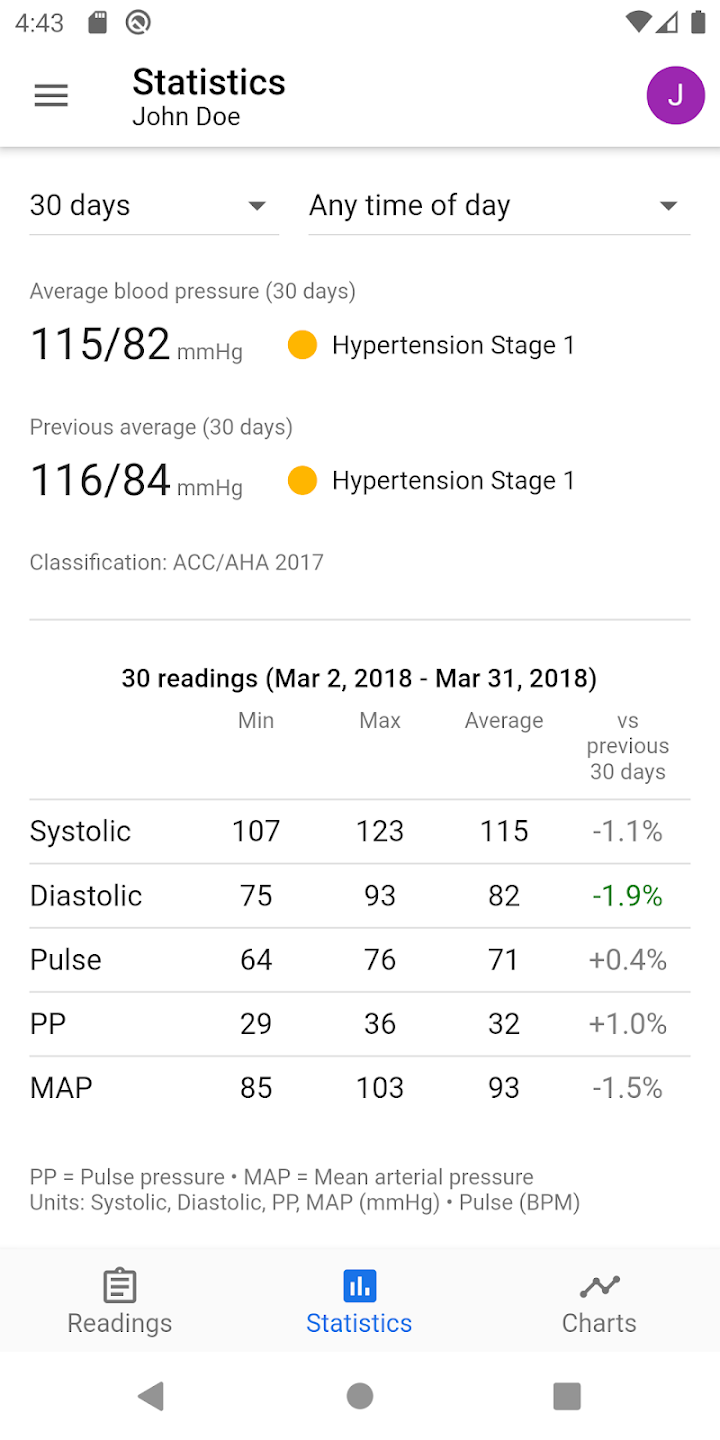 4:43
Statistics
John Doe
J
30 days
Any time of day
Average blood pressure (30 days)
115/82 mmHg
Hypertension Stage 1
Previous average (30 days)
116/84 mmHg
Hypertension Stage 1
Classification: ACC/AHA 2017
30 readings (Mar 2, 2018 - Mar 31, 2018)
Min Max Average vs
previous
30 days
Systolic 107 123 115 -1.1%
Diastolic 75 93 82 -1.9%
Pulse 64 76 71 +0.4%
PP 29 36 32 +1.0%
MAP 85 103 93 -1.5%
PP = Pulse pressure • MAP = Mean arterial pressure
Units: Systolic, Diastolic, PP, MAP (mmHg) • Pulse (BPM)
Readings Statistics Charts